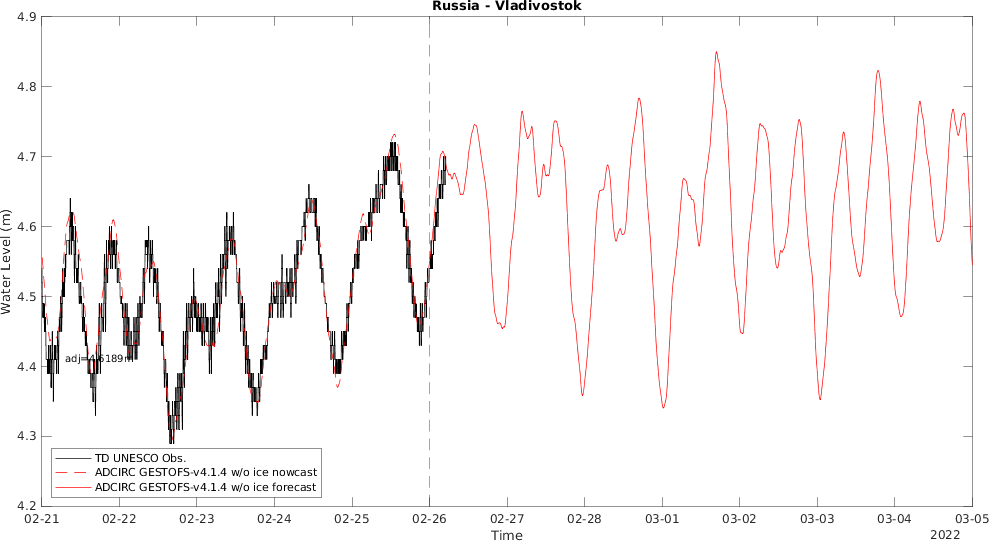 Russia - Vladivostok
4.9
4.8
4.7
4.6
4.5
4.4
4.3
4.2
Water Level (m)
adj=4.6189m
TD UNESCO Obs.
ADCIRC GESTOFS-v4.1.4 w/o ice nowcast
ADCIRC GESTOFS-v4.1.4 w/o ice forecast
02-21 02-22 02-23 02-24 02-25 02-26 02-27 02-28 03-01 03-02 03-03 03-04 03-05
Time
2022